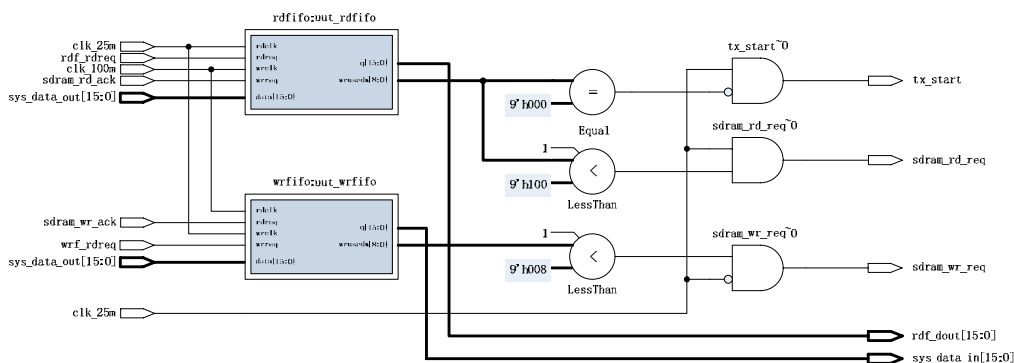 rdfifo:uut_rdfifo
clk_25m
rdf_rdreq
clk_100m
sdram_rd_ack
sys_data_out[15:0]
rdclk
rdreq
wrclk
wrreq
data[15:0]
q[15:0]
wrusedw[8:0]
9'h000
=
Equal
tx_start~0
tx_start
1
9'h100
<
LessThan
sdram_rd_req~0
sdram_rd_req
wrfifo:uut_wrfifo
sdram_wr_ack
wrf_rdreq
sys_data_out[15:0]
rdclk
rdreq
wrclk
wrreq
data[15:0]
q[15:0]
wrusedw[8:0]
1
9'h008
<
LessThan
sdram_wr_req~0
sdram_wr_req
clk_25m
rdf_dout[15:0]
sys_data_in[15:0]